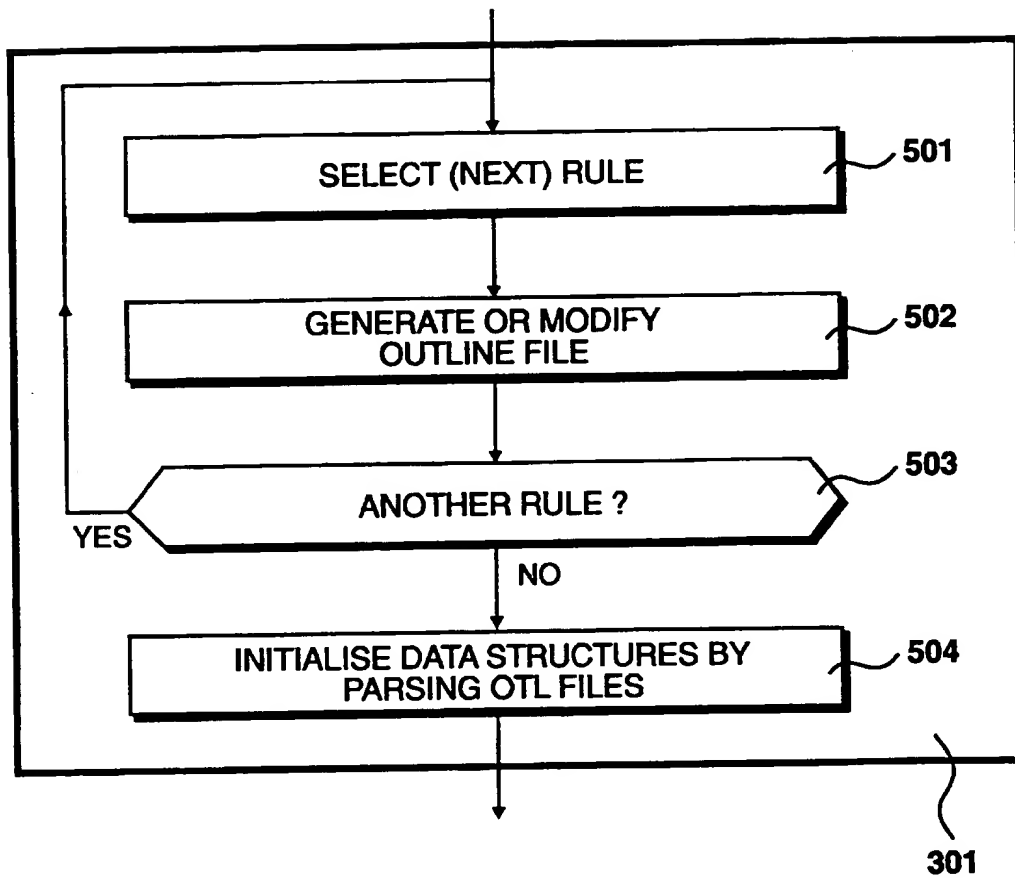 SELECT (NEXT) RULE
501
GENERATE OR MODIFY
OUTLINE FILE
502
ANOTHER RULE ?
503
YES
NO
INITIALISE DATA STRUCTURES BY
PARSING OTL FILES
504
301